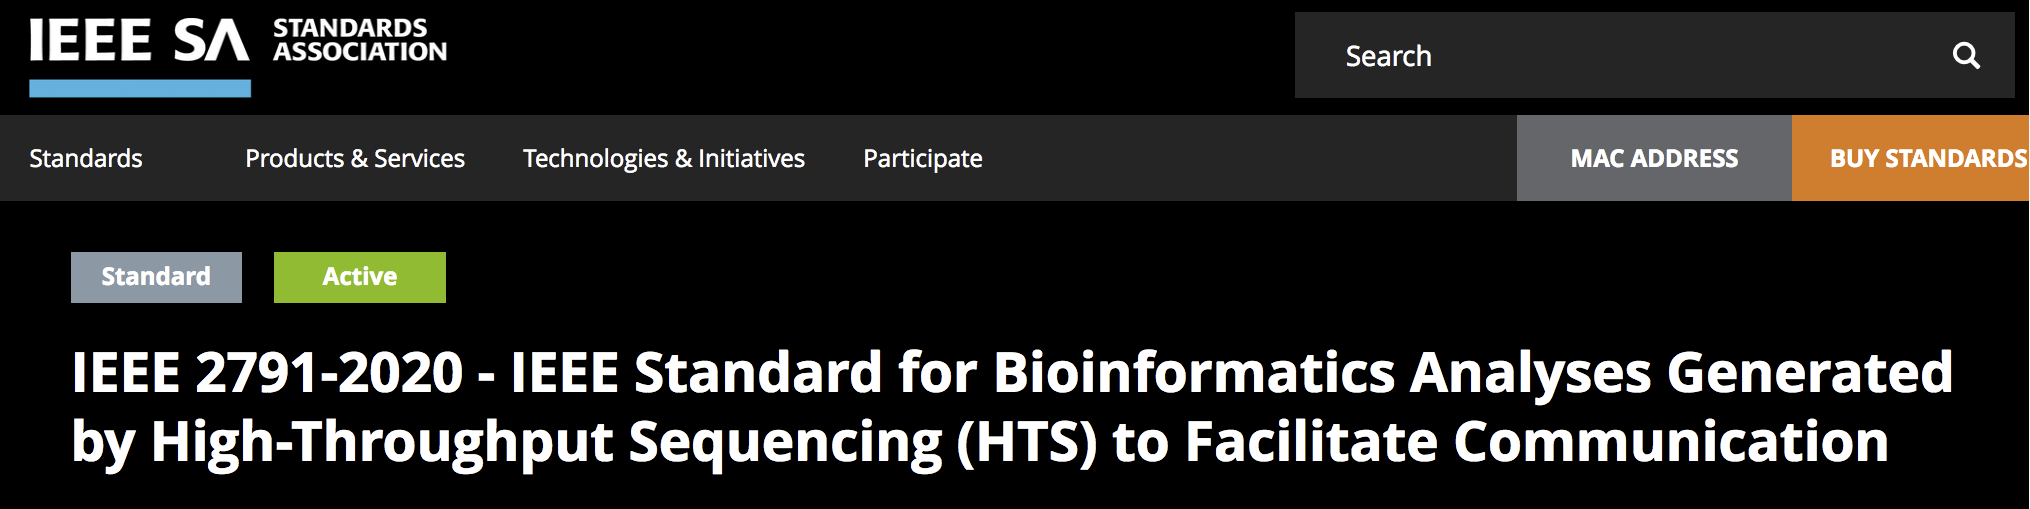 IEEE SA STANDARDS
ASSOCIATION
Search
Standards Products & Services Technologies & Initiatives Participate MAC ADDRESS BUY STANDARDS
Standard Active
IEEE 2791-2020 - IEEE Standard for Bioinformatics Analyses Generated
by High-Throughput Sequencing (HTS) to Facilitate Communication